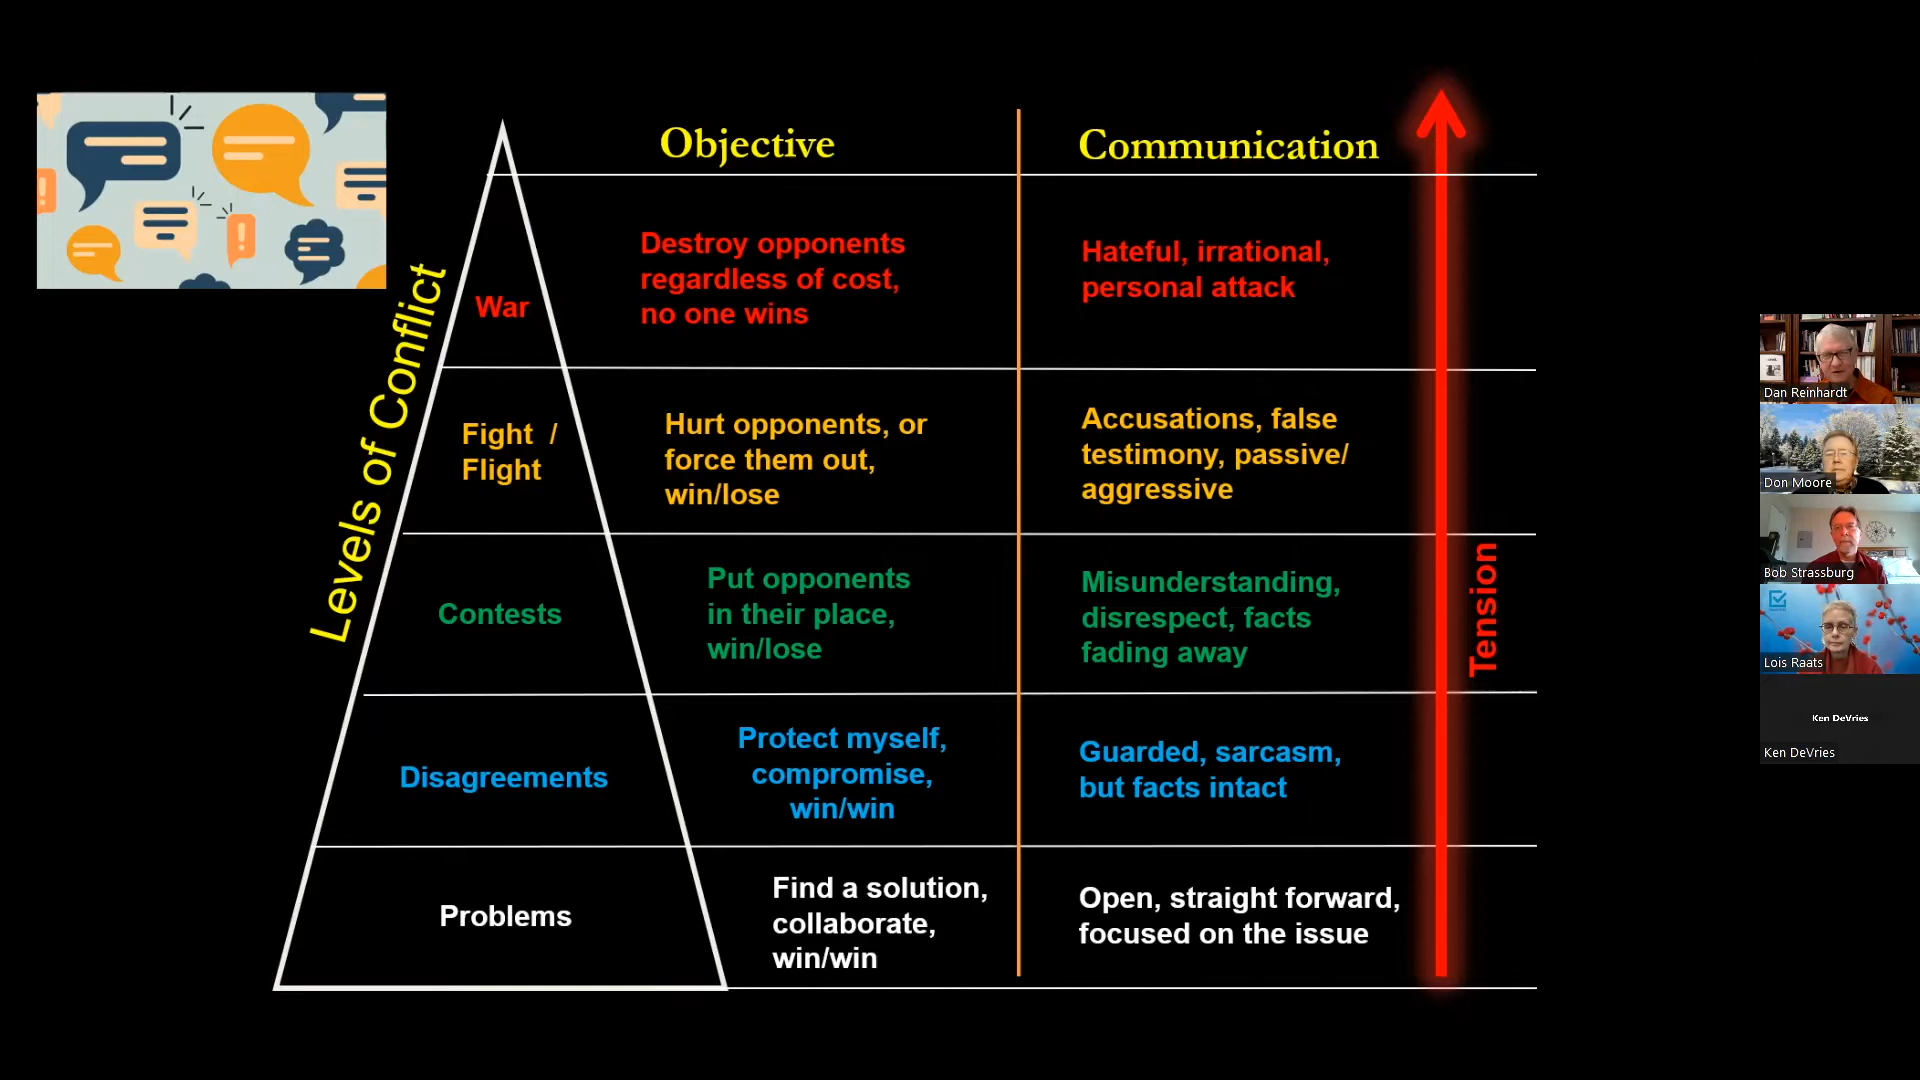 Objective
Communication
Levels of Conflict
War
Destroy opponents
regardless of cost,
no one wins
Hateful, irrational,
personal attack
Fight /
Flight
Hurt opponents, or
force them out,
win/lose
Accusations, false
testimony, passive/
aggressive
Contests
Put opponents
in their place,
win/lose
Misunderstanding,
disrespect, facts
fading away
Tension
Disagreements
Protect myself,
compromise,
win/win
Guarded, sarcasm,
but facts intact
Problems
Find a solution,
collaborate,
win/win
Open, straight forward,
focused on the issue
Dan Reinhardt
Don Moore
Bob Strassburg
Lois Raats
Ken DeVries
Ken DeVries